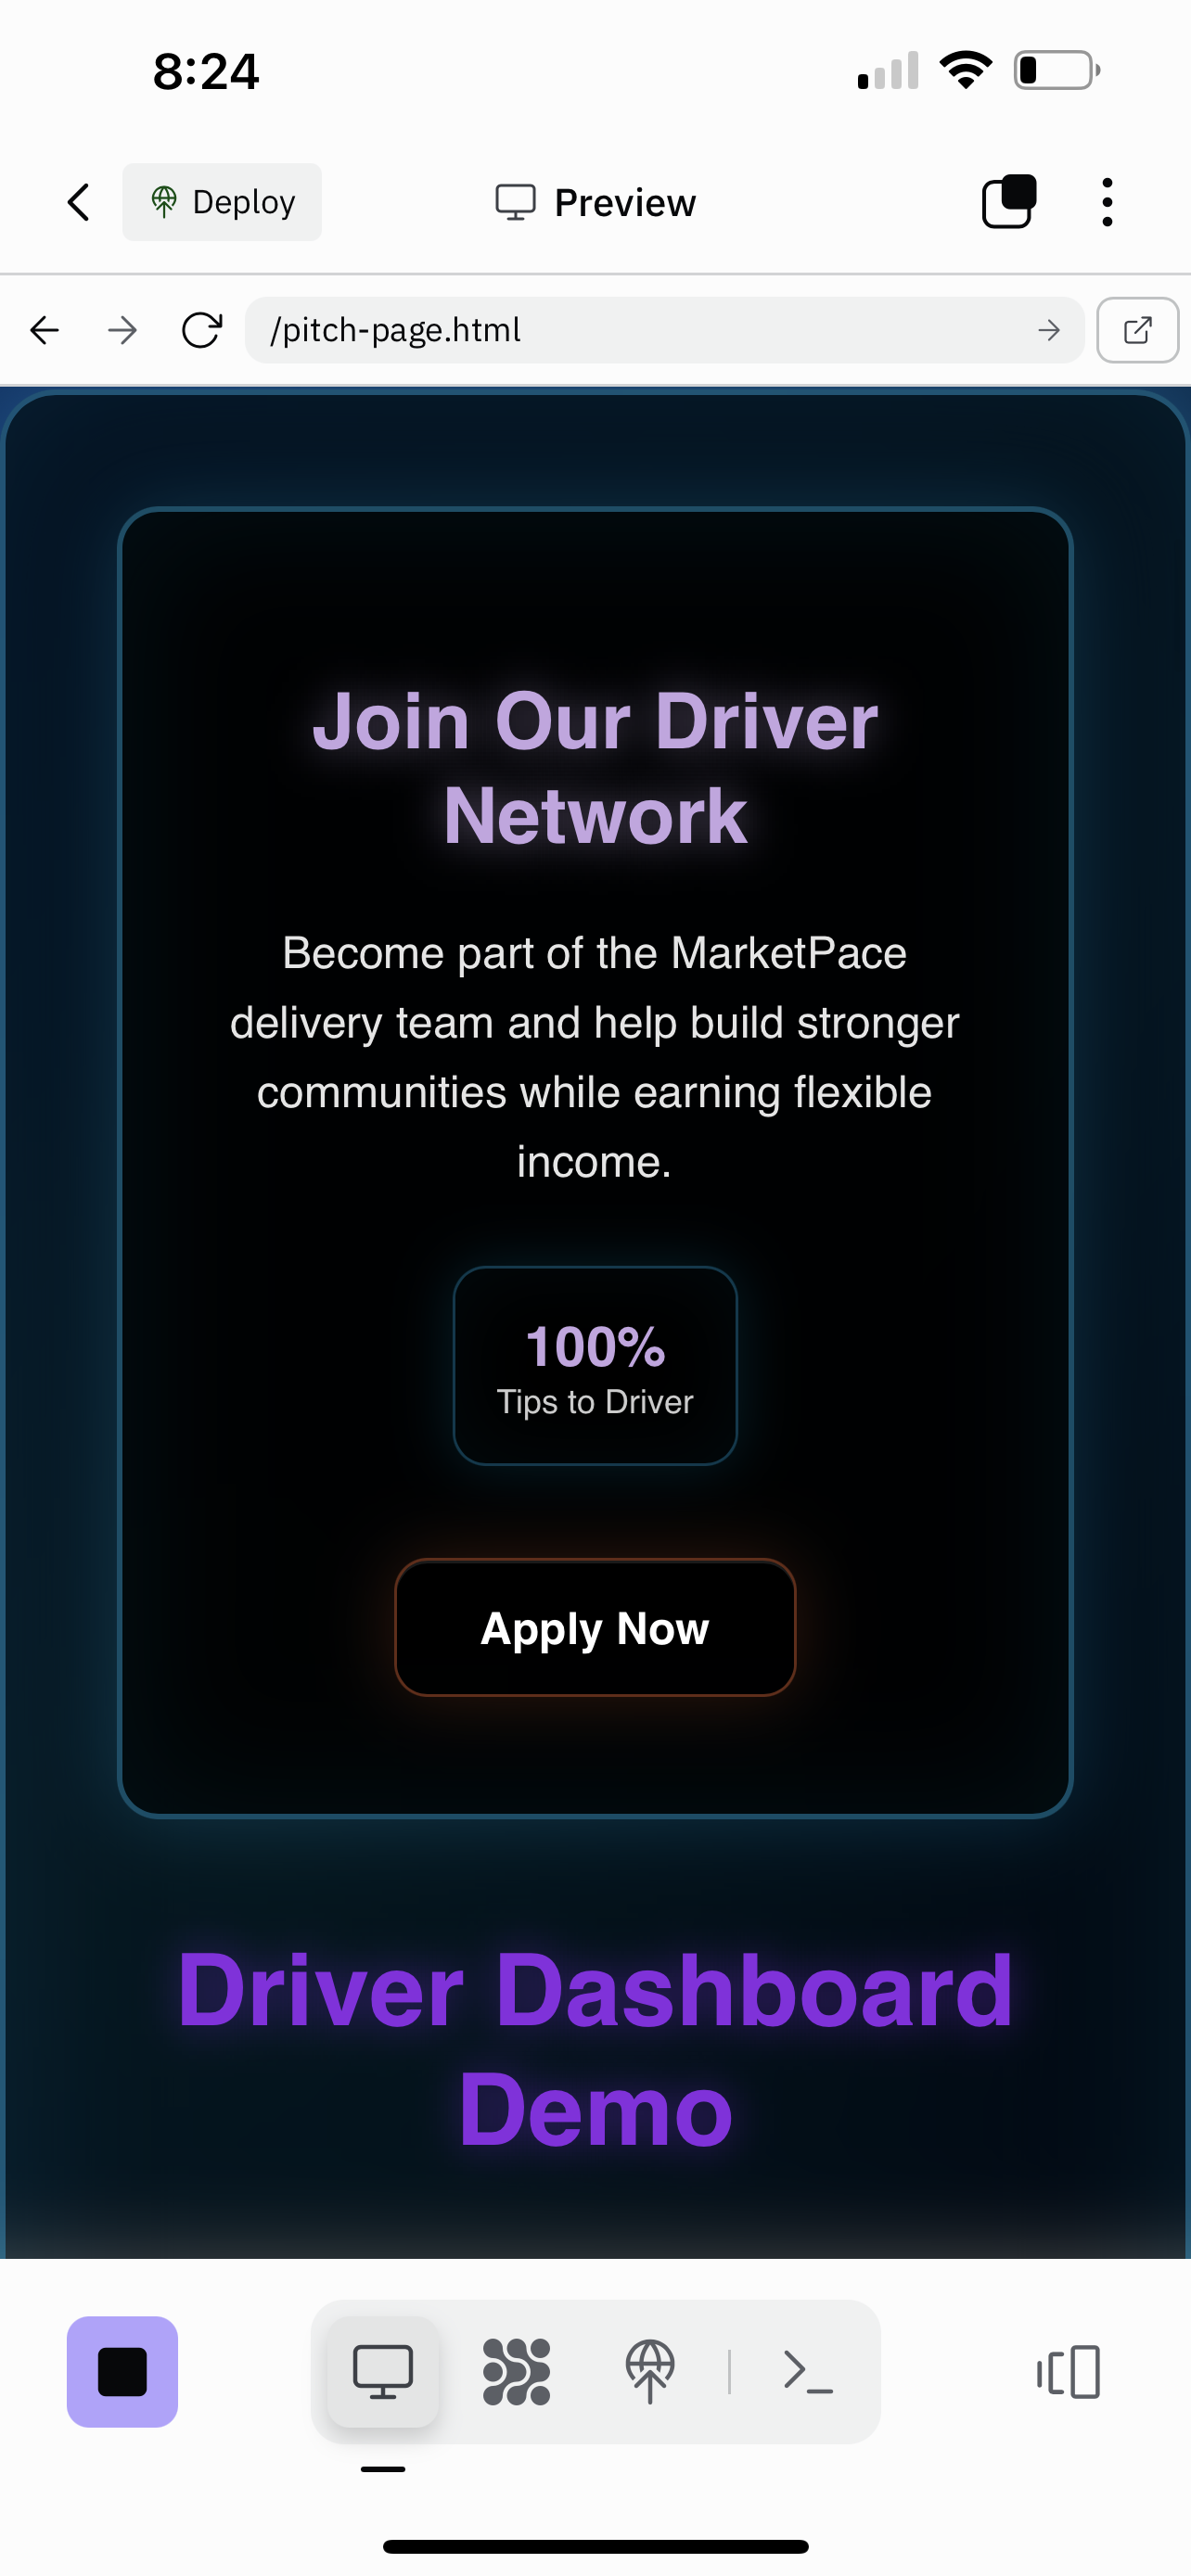 8:24
Deploy
Preview
/pitch-page.html
Join Our Driver
Network
Become part of the MarketPace
delivery team and help build stronger
communities while earning flexible
income.
100%
Tips to Driver
Apply Now
Driver Dashboard
Demo